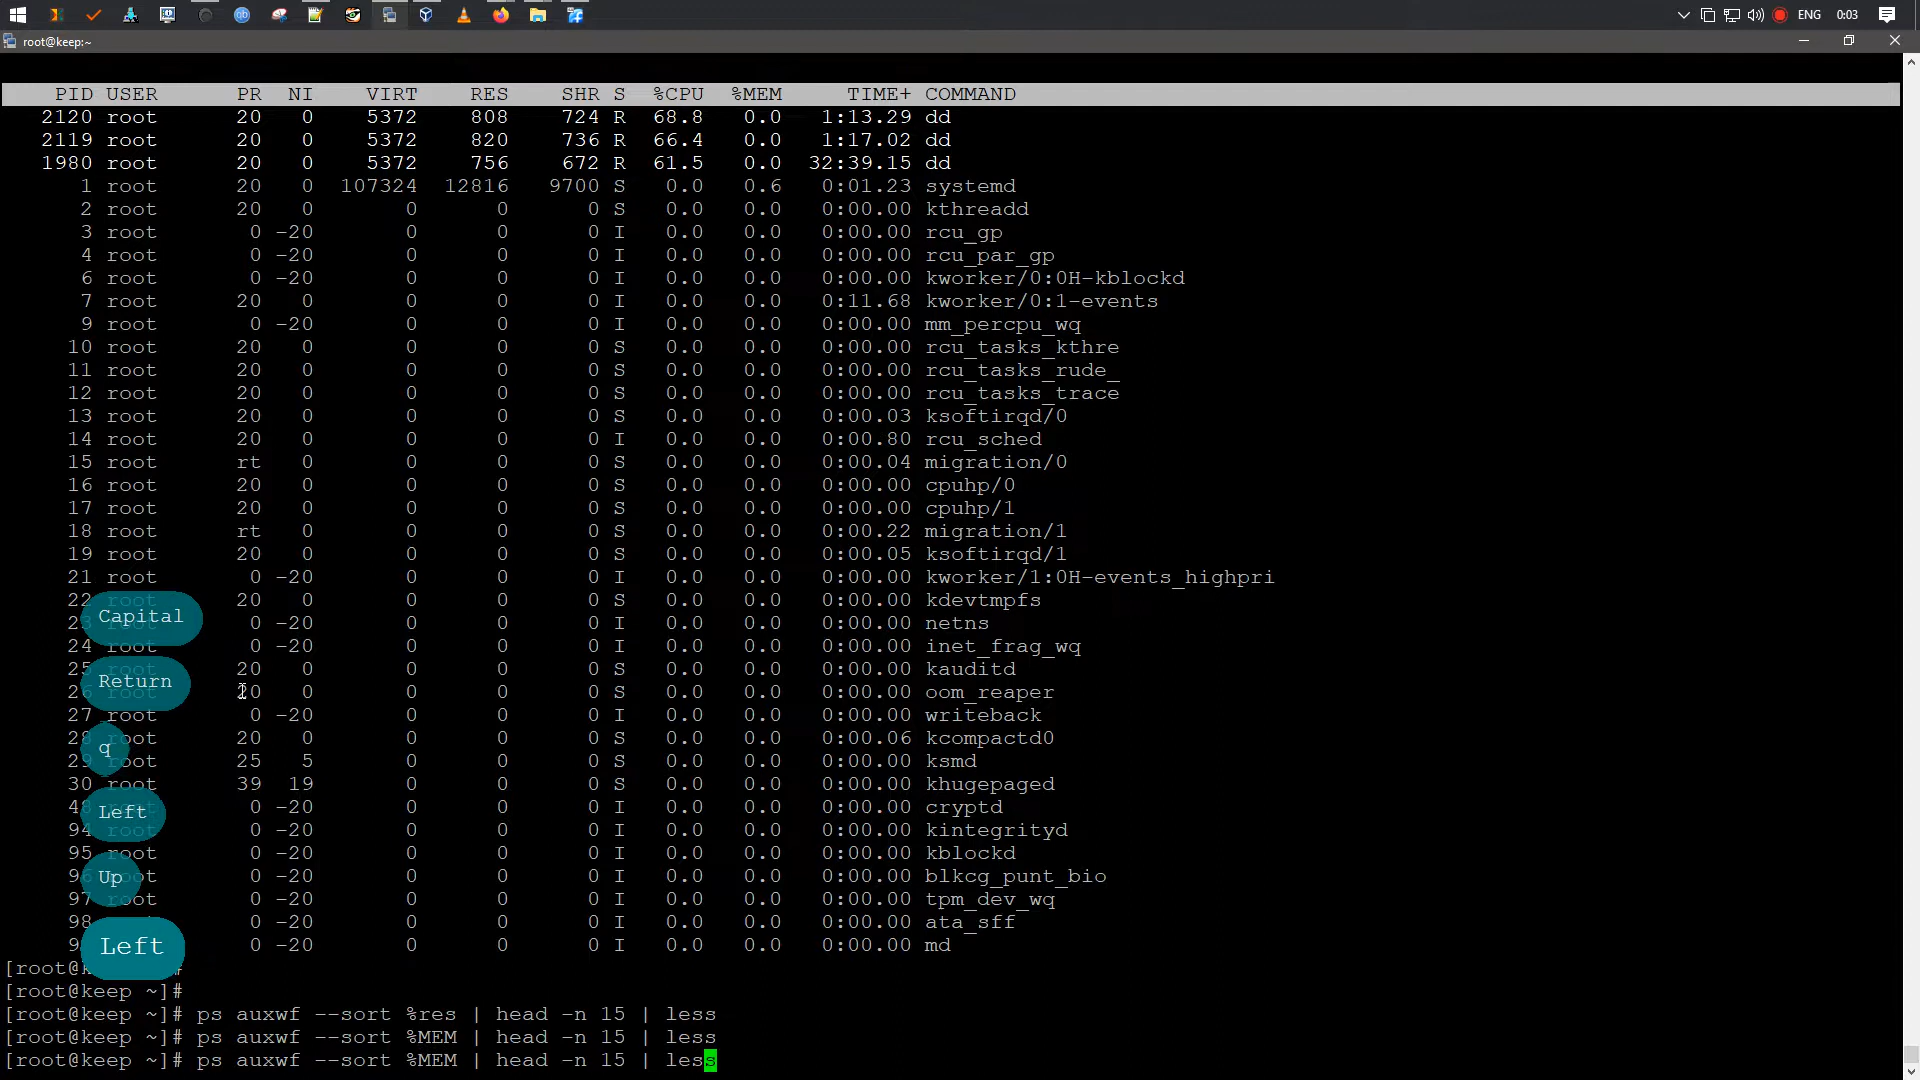 ENG 0:03
root@keep:~
PID USER PR NI VIRT RES SHR S %CPU %MEM TIME+ COMMAND
2120 root 20 0 5372 808 724 R 68.8 0.0 1:13.29 dd
2119 root 20 0 5372 820 736 R 66.4 0.0 1:17.02 dd
1980 root 20 0 5372 756 672 R 61.5 0.0 32:39.15 dd
1 root 20 0 107324 12816 9700 S 0.0 0.6 0:01.23 systemd
2 root 20 0 0 0 0 S 0.0 0.0 0:00.00 kthreadd
3 root 0 -20 0 0 0 I 0.0 0.0 0:00.00 rcu_gp
4 root 0 -20 0 0 0 I 0.0 0.0 0:00.00 rcu_par_gp
6 root 0 -20 0 0 0 I 0.0 0.0 0:00.00 kworker/0:0H-kblockd
7 root 20 0 0 0 0 I 0.0 0.0 0:11.68 kworker/0:1-events
9 root 0 -20 0 0 0 I 0.0 0.0 0:00.00 mm_percpu_wq
10 root 20 0 0 0 0 S 0.0 0.0 0:00.00 rcu_tasks_kthre
11 root 20 0 0 0 0 S 0.0 0.0 0:00.00 rcu_tasks_rude_
12 root 20 0 0 0 0 S 0.0 0.0 0:00.00 rcu_tasks_trace
13 root 20 0 0 0 0 S 0.0 0.0 0:00.03 ksoftirqd/0
14 root 20 0 0 0 0 I 0.0 0.0 0:00.80 rcu_sched
15 root rt 0 0 0 0 S 0.0 0.0 0:00.04 migration/0
16 root 20 0 0 0 0 S 0.0 0.0 0:00.00 cpuhp/0
17 root 20 0 0 0 0 S 0.0 0.0 0:00.00 cpuhp/1
18 root rt 0 0 0 0 S 0.0 0.0 0:00.22 migration/1
19 root 20 0 0 0 0 S 0.0 0.0 0:00.05 ksoftirqd/1
21 root 0 -20 0 0 0 I 0.0 0.0 0:00.00 kworker/1:0H-events_highpri
22 root 20 0 0 0 0 S 0.0 0.0 0:00.00 kdevtmpfs
Capital
23 root 0 -20 0 0 0 I 0.0 0.0 0:00.00 netns
24 root 0 -20 0 0 0 I 0.0 0.0 0:00.00 inet_frag_wq
25 root 20 0 0 0 0 S 0.0 0.0 0:00.00 kauditd
Return
26 root 20 0 0 0 0 S 0.0 0.0 0:00.00 oom_reaper
27 root 0 -20 0 0 0 I 0.0 0.0 0:00.00 writeback
28 root 20 0 0 0 0 S 0.0 0.0 0:00.06 kcompactd0
q
29 root 25 5 0 0 0 S 0.0 0.0 0:00.00 ksmd
30 root 39 19 0 0 0 S 0.0 0.0 0:00.00 khugepaged
48 root 0 -20 0 0 0 I 0.0 0.0 0:00.00 cryptd
Left
94 root 0 -20 0 0 0 I 0.0 0.0 0:00.00 kintegrityd
95 root 0 -20 0 0 0 I 0.0 0.0 0:00.00 kblockd
96 root 0 -20 0 0 0 I 0.0 0.0 0:00.00 blkcg_punt_bio
Up
97 root 0 -20 0 0 0 I 0.0 0.0 0:00.00 tpm_dev_wq
98 0 -20 0 0 0 I 0.0 0.0 0:00.00 ata_sff
0 -20 0 0 0 I 0.0 0.0 0:00.00 md
Left
[root@k
[root@keep ~]#
[root@keep ~]# ps auxwf --sort %res | head -n 15 | less
[root@keep ~]# ps auxwf --sort %MEM | head -n 15 | less
[root@keep ~]# ps auxwf --sort %MEM | head -n 15 | less